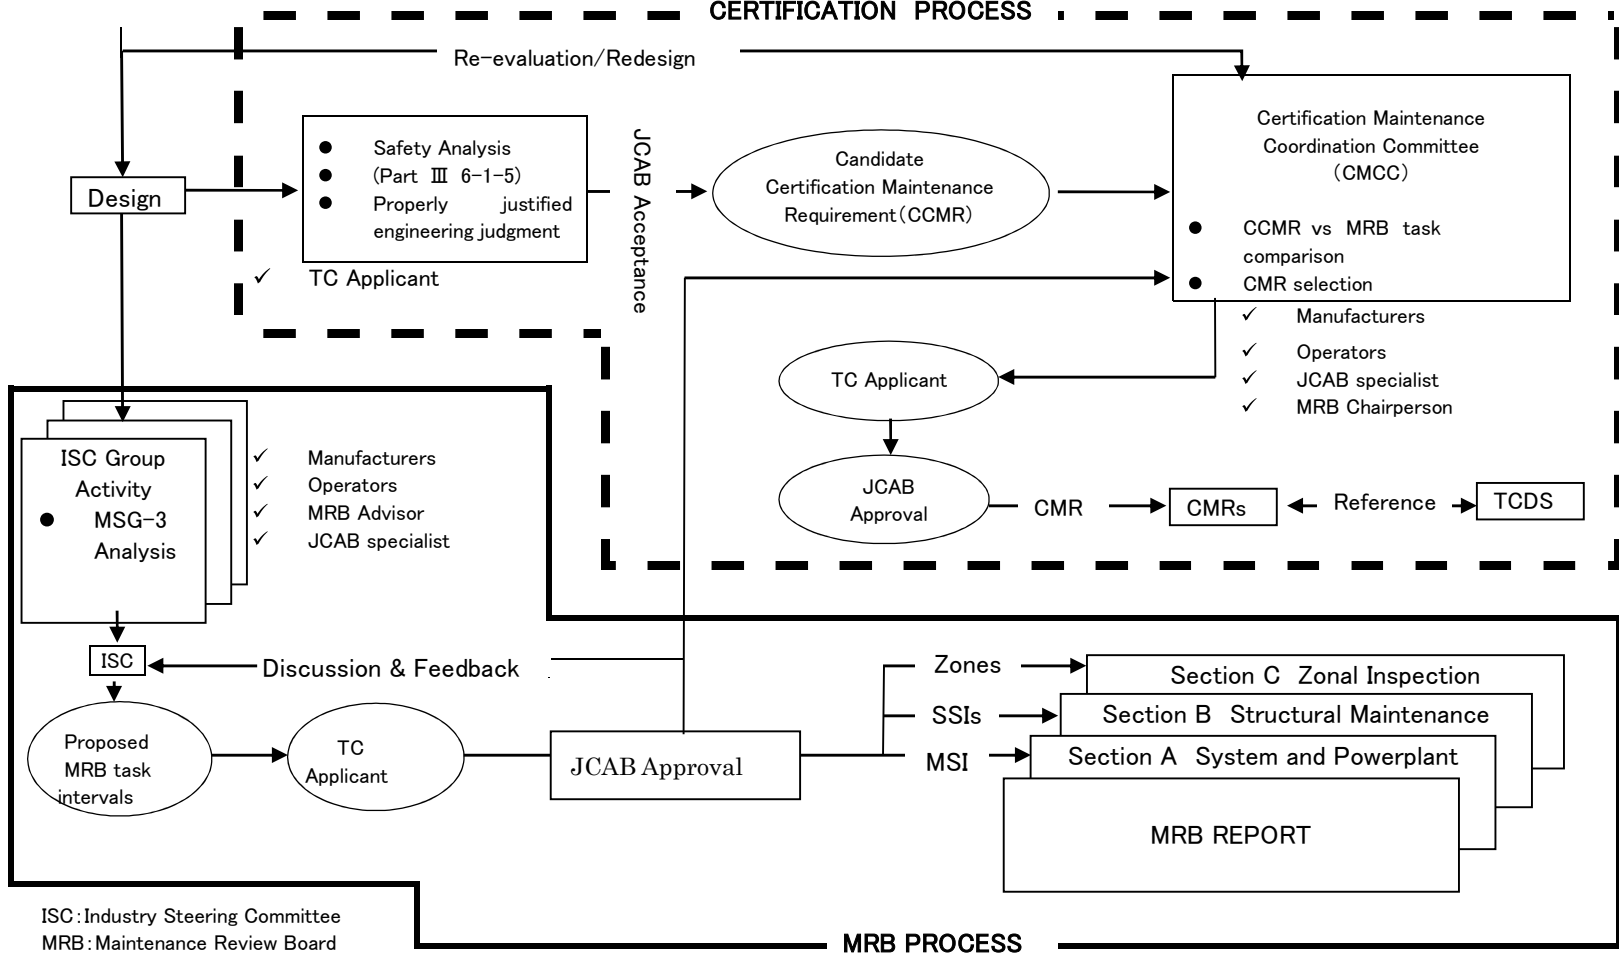 CERTIFICATION PROCESS
Re-evaluation/Redesign
Design
● Safety Analysis
● (Part Ⅲ 6-1-5)
● Properly justified
engineering judgment
✓ TC Applicant
JCAB Acceptance
Candidate
Certification Maintenance
Requirement(CCMR)
Certification Maintenance
Coordination Committee
(CMCC)
● CCMR vs MRB task
comparison
● CMR selection
✓ Manufacturers
✓ Operators
✓ JCAB specialist
✓ MRB Chairperson
TC Applicant
JCAB
Approval
CMR
CMRs
Reference
TCDS
ISC Group
Activity
● MSG-3
Analysis
✓ Manufacturers
✓ Operators
✓ MRB Advisor
✓ JCAB specialist
ISC
Discussion & Feedback
Proposed
MRB task
intervals
TC
Applicant
JCAB Approval
Zones
SSIs
MSI
Section C Zonal Inspection
Section B Structural Maintenance
Section A System and Powerplant
MRB REPORT
ISC:Industry Steering Committee
MRB:Maintenance Review Board
MRB PROCESS